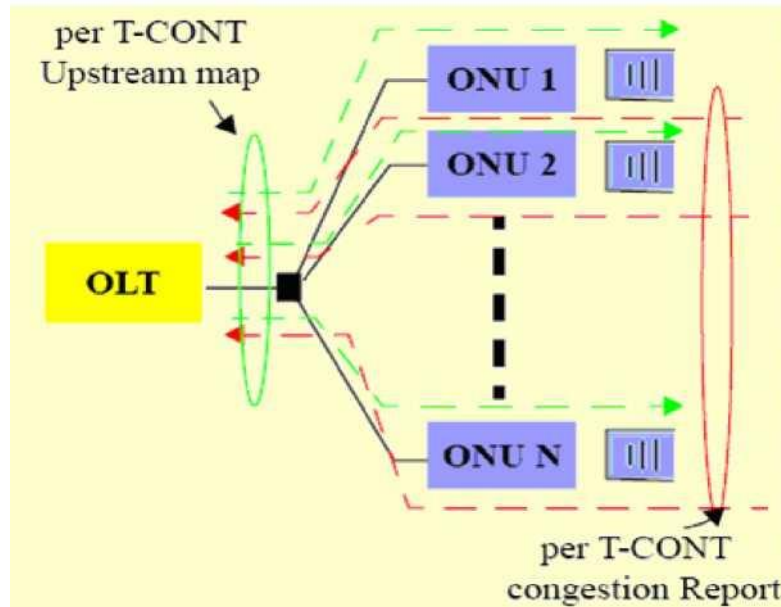 per T-CONT
Upstream map
ONU 1
ONU 2
OLT
ONU N
per T-CONT
congestion Report